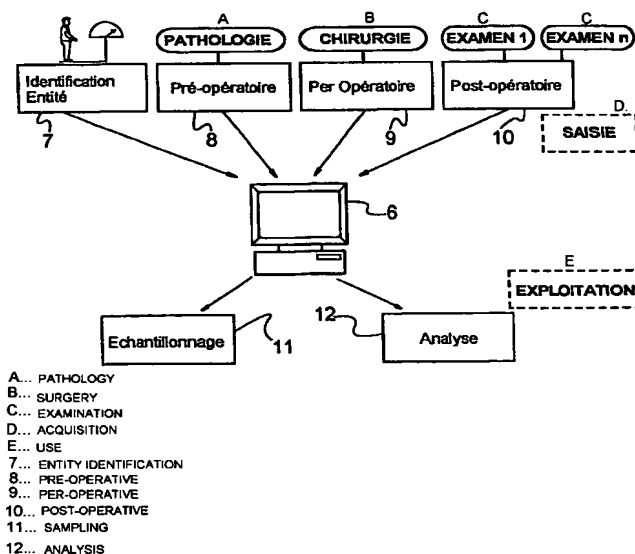 A
B
C
C
PATHOLOGIE
CHIRURGIE
EXAMEN 1
EXAMEN n
Identification
Entité
Pré-opératoire
Per Opératoire
Post-opératoire
7
8
9
10
D.
SAISIE
6
E
EXPLOITATION
Echantillonnage
11
12
Analyse
A... PATHOLOGY
B... SURGERY
C... EXAMINATION
D... ACQUISITION
E... USE
7... ENTITY IDENTIFICATION
8... PRE-OPERATIVE
9... PER-OPERATIVE
10... POST-OPERATIVE
11... SAMPLING
12... ANALYSIS